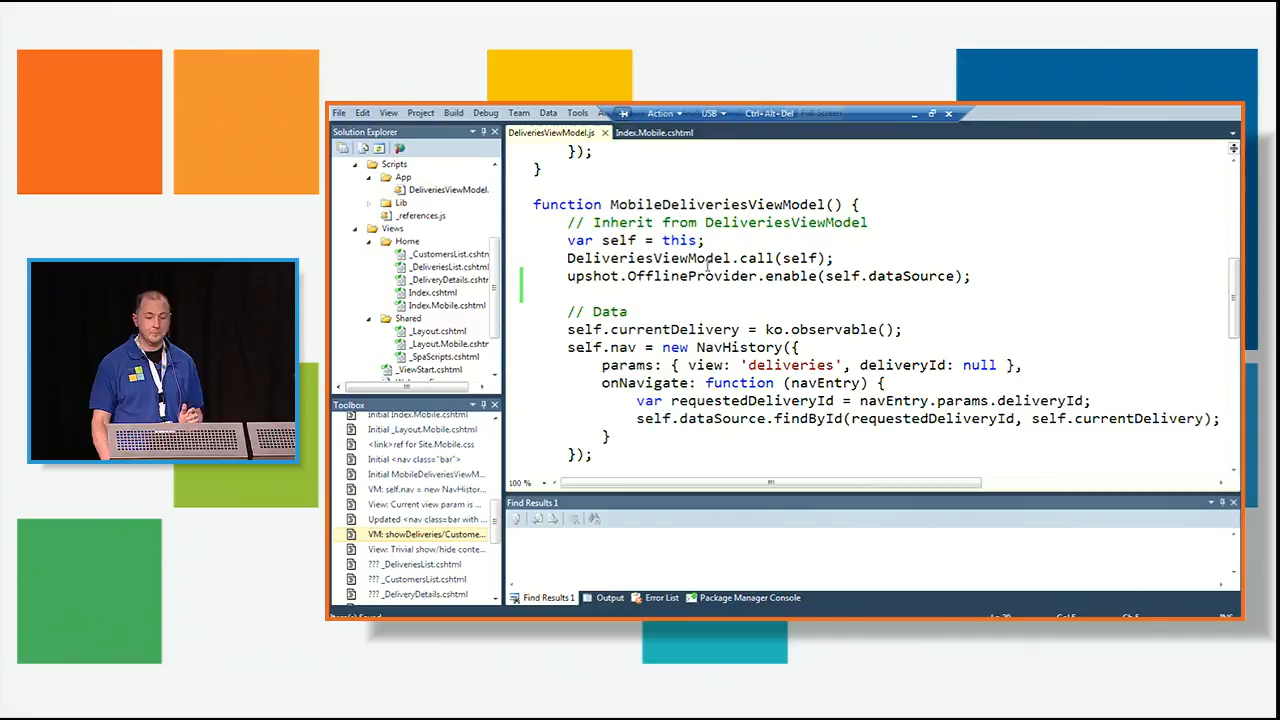 File Edit View Project Build Debug Team Data Tools
Action USB Ctrl+Alt+Del Full Screen
Solution Explorer
Scripts
App
DeliveriesViewModel.
Lib
_references.js
Views
Home
_CustomersList.cshtn
_DeliveriesList.cshtml
_DeliveryDetails.cshtml
Index.cshtml
Index.Mobile.cshtml
Shared
_Layout.cshtml
_Layout.Mobile.cshtml
_SpaScripts.cshtml
_ViewStart.cshtml
Toolbox
Initial Index.Mobile.cshtml
Initial _Layout.Mobile.cshtml
<link>ref for Site.Mobile.css
Initial <nav class="bar">
Initial MobileDeliveriesViewM...
VM: self.nav = new NavHistor...
View: Current view param is ...
Updated <nav class=bar with ...
VM: showDeliveries/Custome...
View: Trivial show/hide conte...
??? _DeliveriesList.cshtml
??? _CustomersList.cshtml
??? _DeliveryDetails.cshtml
DeliveriesViewModel.js Index.Mobile.cshtml
});
}
function MobileDeliveriesViewModel() {
// Inherit from DeliveriesViewModel
var self = this;
DeliveriesViewModel.call(self);
upshot.OfflineProvider.enable(self.dataSource);
// Data
self.currentDelivery = ko.observable();
self.nav = new NavHistory({
params: { view: 'deliveries', deliveryId: null },
onNavigate: function (navEntry) {
var requestedDeliveryId = navEntry.params.deliveryId;
self.dataSource.findById(requestedDeliveryId, self.currentDelivery);
}
});
100 %
Find Results 1
Find Results 1 Output Error List Package Manager Console